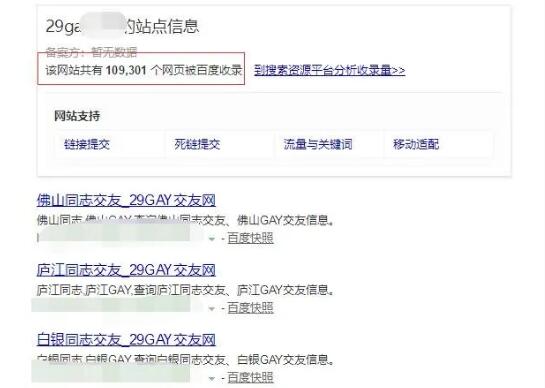 29ga 的站点信息
备案方：暂无数据
该网站共有 109,301 个网页被百度收录 到搜索资源平台分析收录量>>
网站支持
链接提交 死链提交 流量与关键词 移动适配
佛山同志交友_29GAY交友网
佛山同志,佛山GAY,查询佛山同志交友、佛山GAY交友信息。
- 百度快照
庐江同志交友_29GAY交友网
庐江同志,庐江GAY,查询庐江同志交友、庐江GAY交友信息。
- 百度快照
白银同志交友_29GAY交友网
白银同志,白银GAY,查询白银同志交友、白银GAY交友信息。
- 百度快照